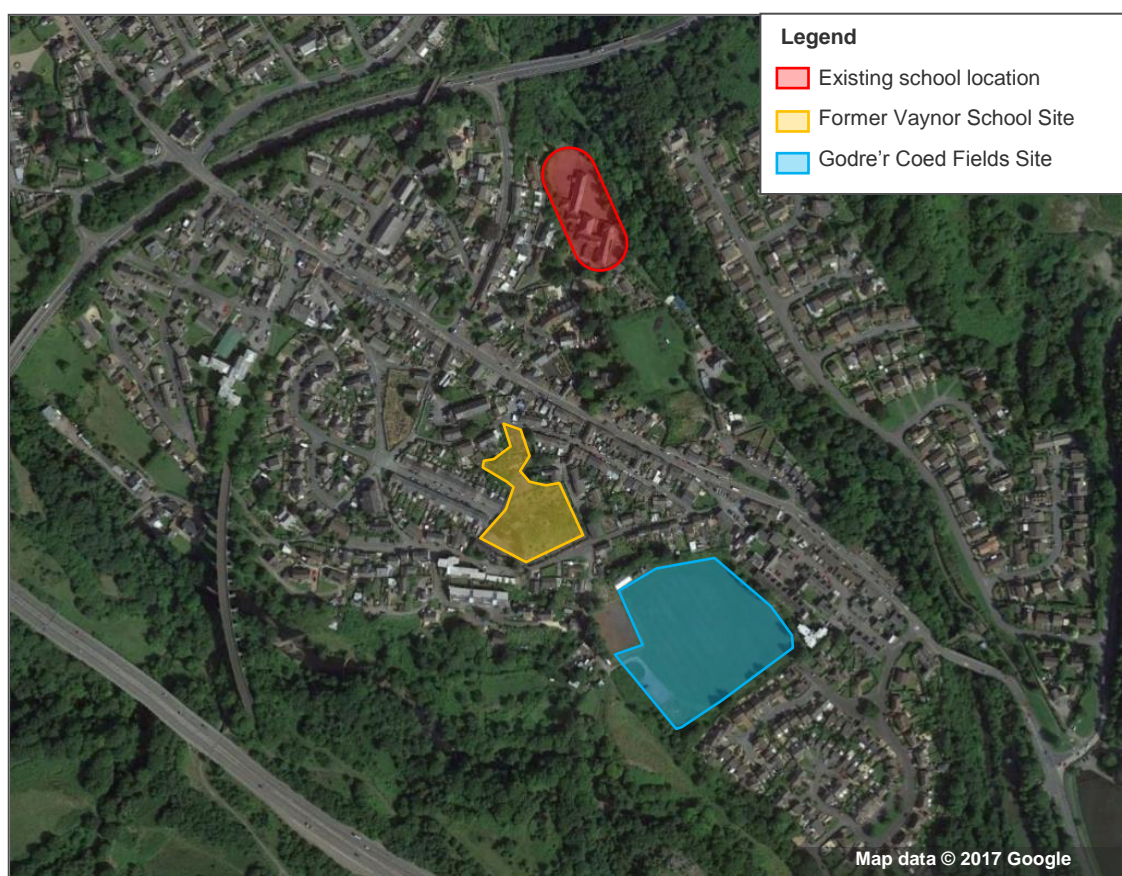 Legend
Existing school location
Former Vaynor School Site
Godre'r Coed Fields Site
Map data © 2017 Google